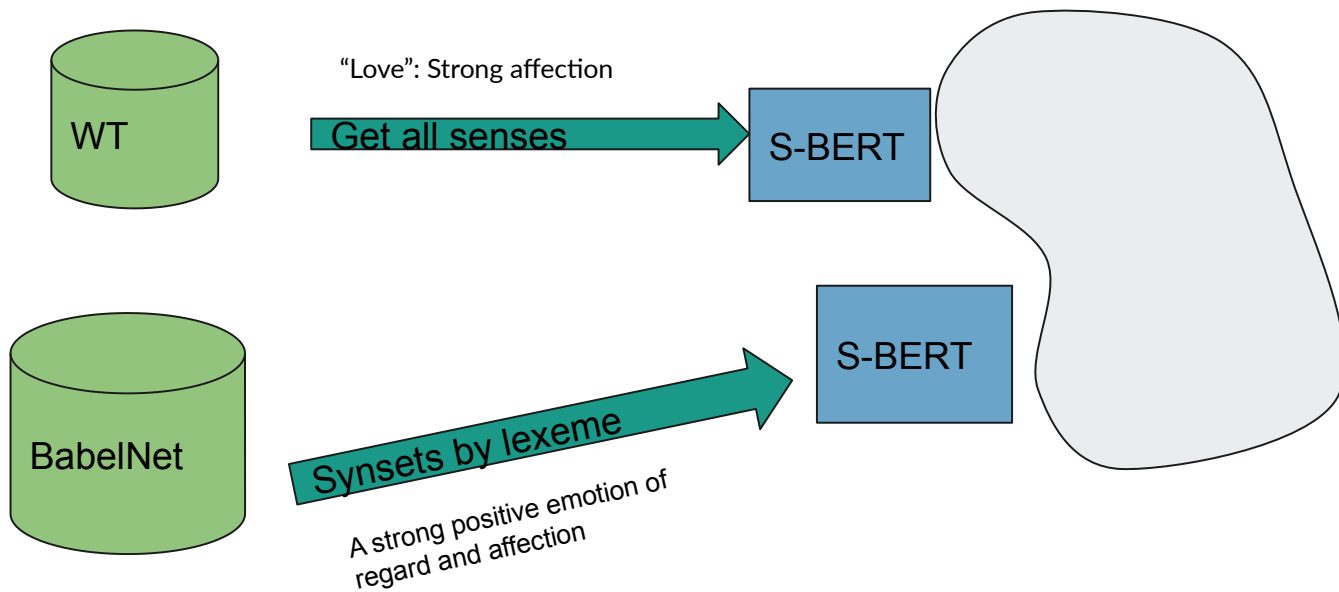 “Love”: Strong affection
WT
Get all senses
S-BERT
S-BERT
BabelNet
Synsets by lexeme
A strong positive emotion of
regard and affection